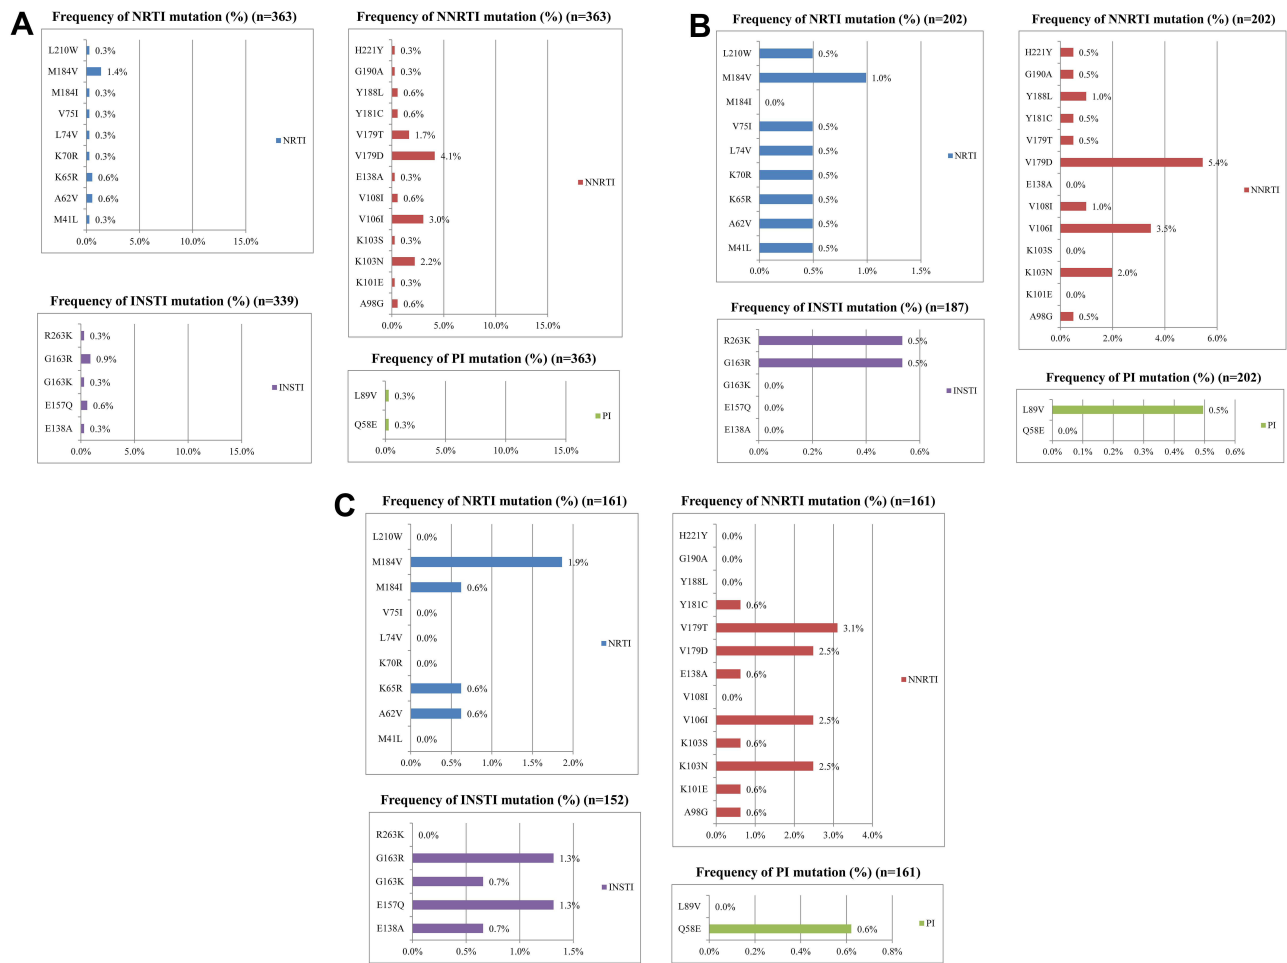 A
Frequency of NRTI mutation (%) (n=363)
L210W 0.3%
M184V 1.4%
M184I 0.3%
V75I 0.3%
L74V 0.3%
K70R 0.3%
K65R 0.6%
A62V 0.6%
M41L 0.3%
0.0% 5.0% 10.0% 15.0%
NRTI
Frequency of NNRTI mutation (%) (n=363)
H221Y 0.3%
G190A 0.3%
Y188L 0.6%
Y181C 0.6%
V179T 1.7%
V179D 4.1%
E138A 0.3%
V108I 0.6%
V106I 3.0%
K103S 0.3%
K103N 2.2%
K101E 0.3%
A98G 0.6%
0.0% 5.0% 10.0% 15.0%
NNRTI
Frequency of INSTI mutation (%) (n=339)
R263K 0.3%
G163R 0.9%
G163K 0.3%
E157Q 0.6%
E138A 0.3%
0.0% 5.0% 10.0% 15.0%
INSTI
Frequency of PI mutation (%) (n=363)
L89V 0.3%
Q58E 0.3%
0.0% 5.0% 10.0% 15.0%
PI
B
Frequency of NRTI mutation (%) (n=202)
L210W 0.5%
M184V 1.0%
M184I 0.0%
V75I 0.5%
L74V 0.5%
K70R 0.5%
K65R 0.5%
A62V 0.5%
M41L 0.5%
0.0% 0.5% 1.0% 1.5%
NRTI
Frequency of NNRTI mutation (%) (n=202)
H221Y 0.5%
G190A 0.5%
Y188L 1.0%
Y181C 0.5%
V179T 0.5%
V179D 5.4%
E138A 0.0%
V108I 1.0%
V106I 3.5%
K103S 0.0%
K103N 2.0%
K101E 0.0%
A98G 0.5%
0.0% 2.0% 4.0% 6.0%
NNRTI
Frequency of INSTI mutation (%) (n=187)
R263K 0.5%
G163R 0.5%
G163K 0.0%
E157Q 0.0%
E138A 0.0%
0.0% 0.2% 0.4% 0.6%
INSTI
Frequency of PI mutation (%) (n=202)
L89V 0.5%
Q58E 0.0%
0.0% 0.1% 0.2% 0.3% 0.4% 0.5% 0.6%
PI
C
Frequency of NRTI mutation (%) (n=161)
L210W 0.0%
M184V 1.9%
M184I 0.6%
V75I 0.0%
L74V 0.0%
K70R 0.0%
K65R 0.6%
A62V 0.6%
M41L 0.0%
0.0% 0.5% 1.0% 1.5% 2.0%
NRTI
Frequency of NNRTI mutation (%) (n=161)
H221Y 0.0%
G190A 0.0%
Y188L 0.0%
Y181C 0.6%
V179T 3.1%
V179D 2.5%
E138A 0.6%
V108I 0.0%
V106I 2.5%
K103S 0.6%
K103N 2.5%
K101E 0.6%
A98G 0.6%
0.0% 1.0% 2.0% 3.0% 4.0%
NNRTI
Frequency of INSTI mutation (%) (n=152)
R263K 0.0%
G163R 1.3%
G163K 0.7%
E157Q 1.3%
E138A 0.7%
0.0% 0.5% 1.0% 1.5%
INSTI
Frequency of PI mutation (%) (n=161)
L89V 0.0%
Q58E 0.6%
0.0% 0.2% 0.4% 0.6% 0.8%
PI